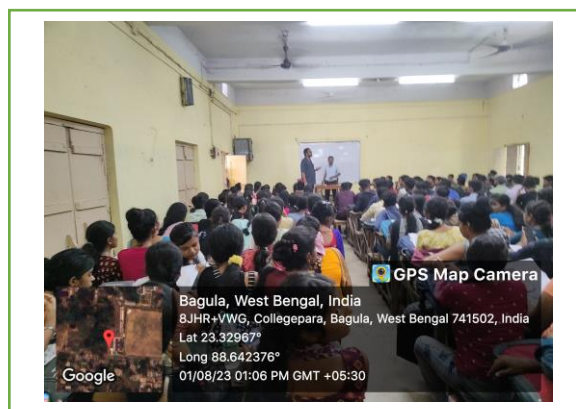 GPS Map Camera
Bagula, West Bengal, India
8JHR+VWG, Collegepara, Bagula, West Bengal 741502, India
Lat 23.32967°
Long 88.642376°
01/08/23 01:06 PM GMT +05:30
Google